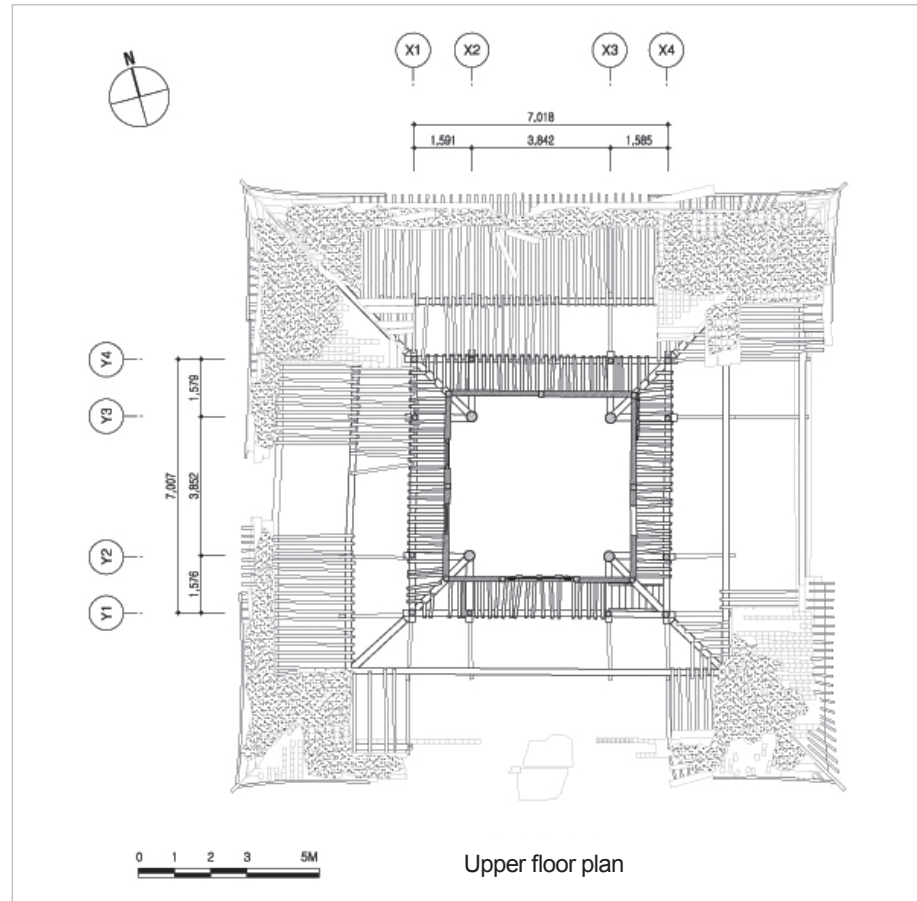 N
X1 X2 X3 X4
7,018
1,591 3,842 1,585
Y4
1,579
Y3
7,007 3,852
Y2
1,576
Y1
0 1 2 3 5M
Upper floor plan